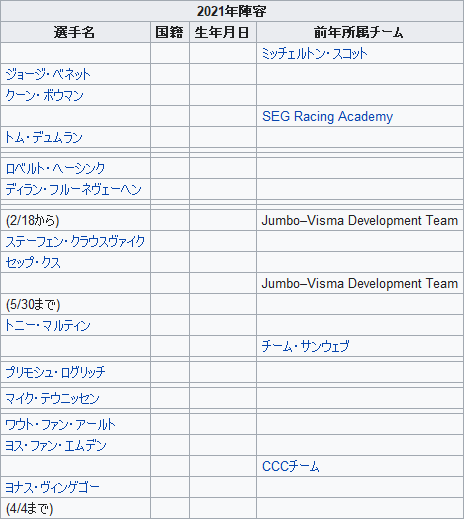 2021年陣容
選手名 国籍 生年月日 前年所属チーム
ミッチェルトン・スコット
ジョージ・ベネット
クーン・ボウマン
SEG Racing Academy
トム・デュムラン
ロベルト・ヘーシンク
ディラン・フルーネヴェーヘン
(2/18から) Jumbo–Visma Development Team
ステーフェン・クラウスヴァイク
セップ・クス
Jumbo–Visma Development Team
(5/30まで)
トニー・マルティン
チーム・サンウェブ
プリモシュ・ログリッチ
マイク・テウニッセン
ワウト・ファン・アールト
ヨス・ファン・エムデン
CCCチーム
ヨナス・ヴィンゲゴー
(4/4まで)